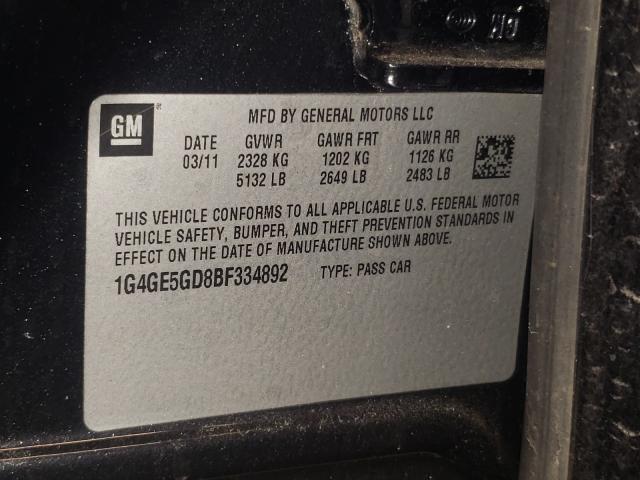 GM
GM
MFD BY GENERAL MOTORS LLC
DATE GVWR GAWR FRT GAWR RR
03/11 2328 KG 1202 KG 1126 KG
5132 LB 2649 LB 2483 LB
THIS VEHICLE CONFORMS TO ALL APPLICABLE U.S. FEDERAL MOTOR
VEHICLE SAFETY, BUMPER, AND THEFT PREVENTION STANDARDS IN
EFFECT ON THE DATE OF MANUFACTURE SHOWN ABOVE.
1G4GE5GD8BF334892 TYPE: PASS CAR